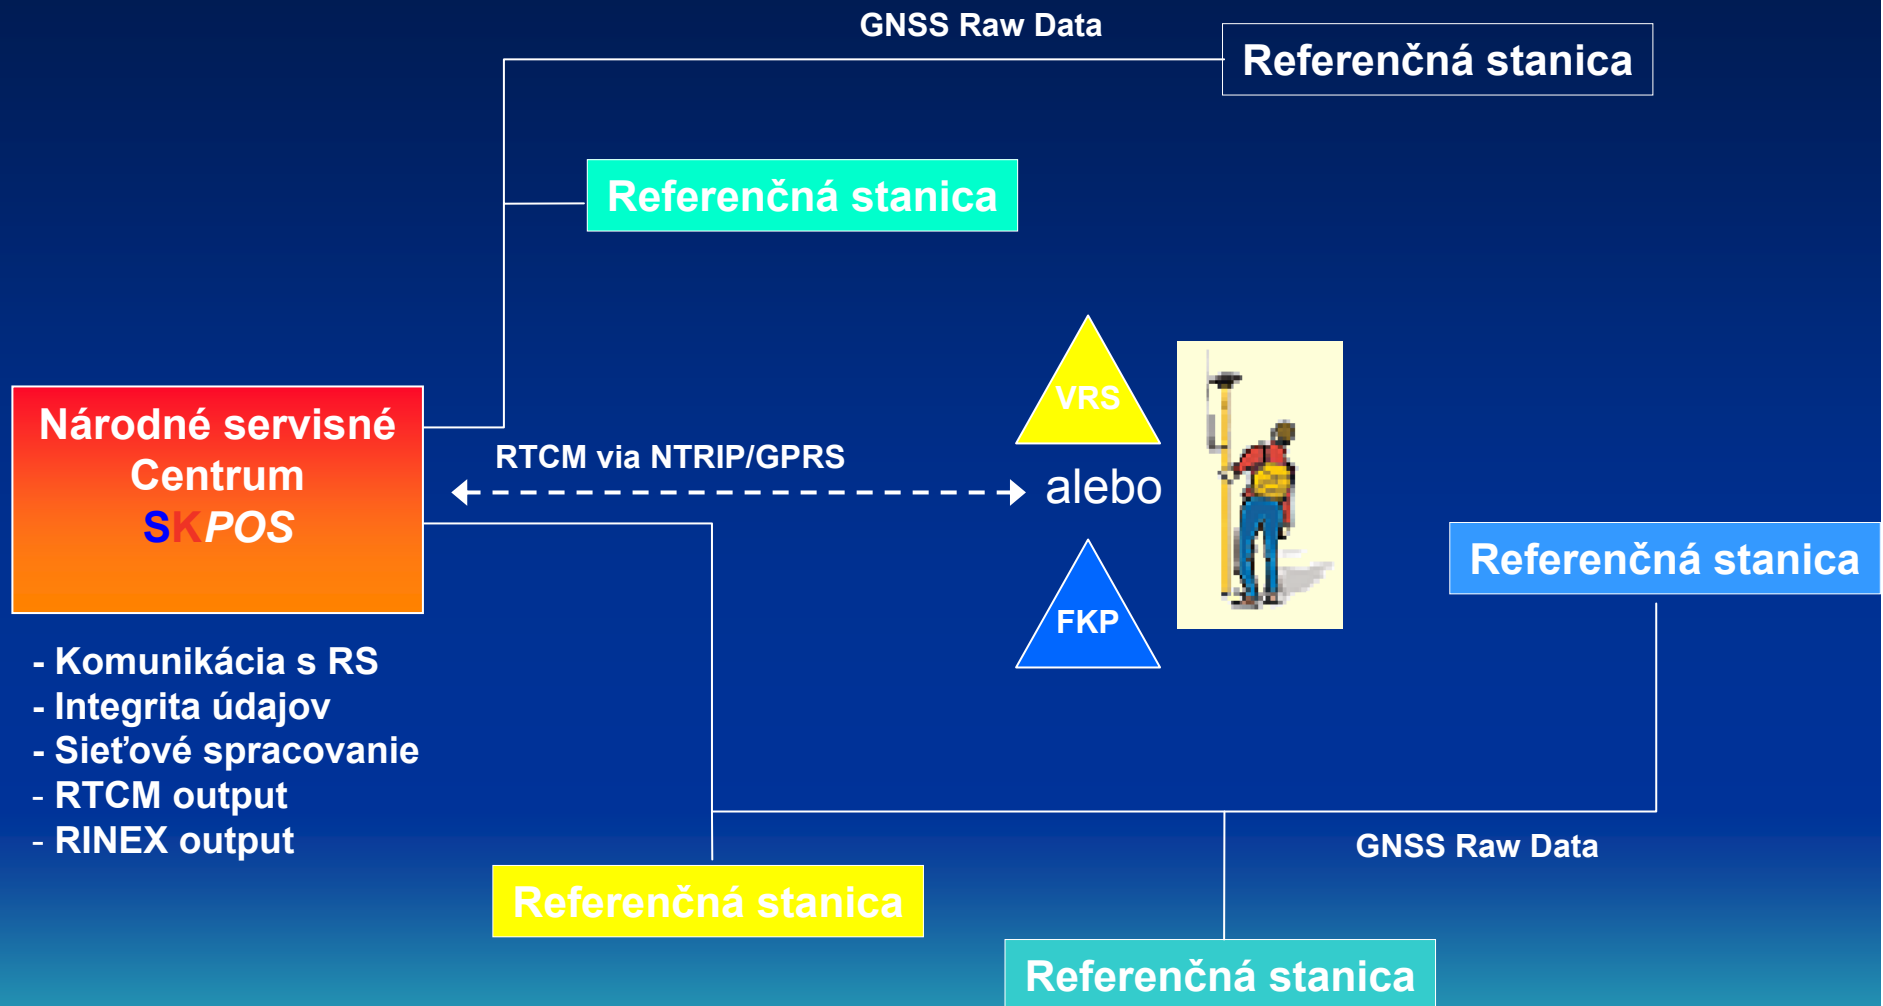 GNSS Raw Data
Referenčná stanica
Referenčná stanica
VRS
Národné servisné
Centrum
SKPOS
RTCM via NTRIP/GPRS
alebo
Referenčná stanica
FKP
- Komunikácia s RS
- Integrita údajov
- Sieťové spracovanie
- RTCM output
- RINEX output
GNSS Raw Data
Referenčná stanica
Referenčná stanica